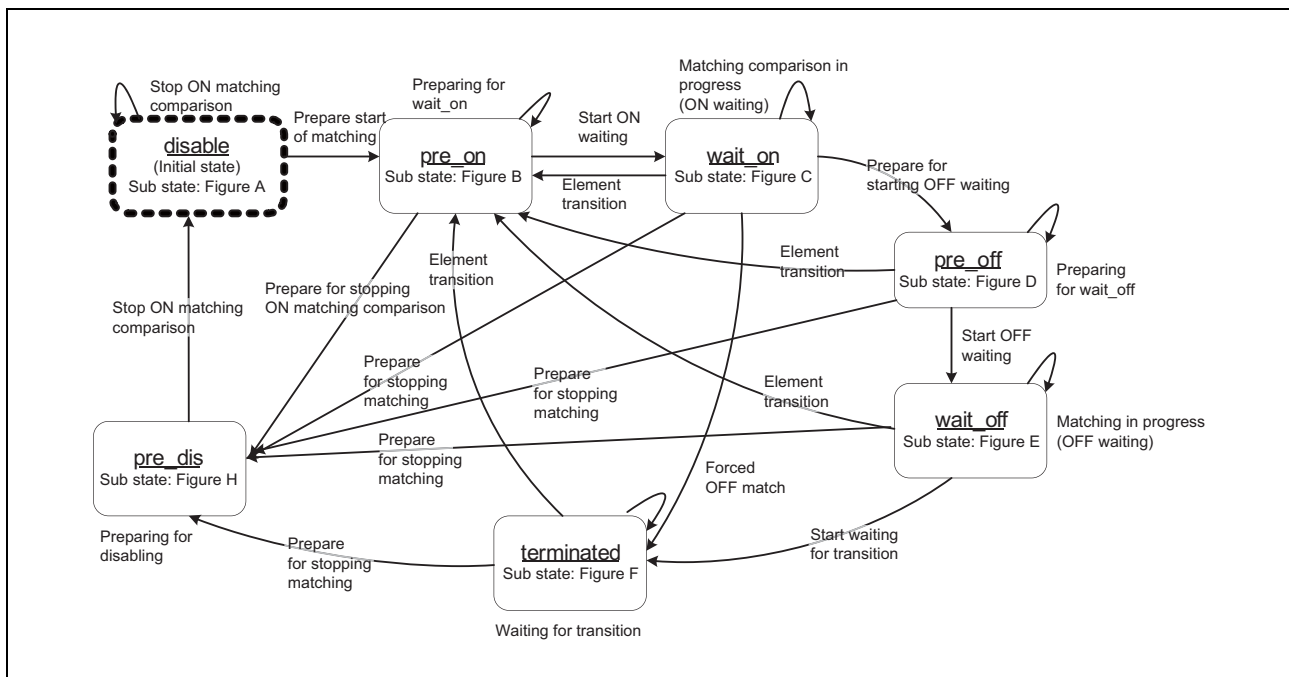 Stop ON matching
comparison
disable
(Initial state)
Sub state: Figure A
Prepare start
of matching
Preparing for
wait_on
pre_on
Sub state: Figure B
Start ON
waiting
Element
transition
Matching comparison in
progress
(ON waiting)
wait_on
Sub state: Figure C
Prepare for
starting OFF waiting
pre_off
Sub state: Figure D
Preparing
for wait_off
Element
transition
Element
transition
Prepare for stopping
ON matching comparison
Stop ON matching
comparison
Start OFF
waiting
Prepare
for stopping
matching
Prepare
for stopping
matching
Element
transition
wait_off
Sub state: Figure E
Matching in progress
(OFF waiting)
pre_dis
Sub state: Figure H
Preparing for
disabling
Prepare
for stopping
matching
Forced
OFF match
Start waiting
for transition
Prepare
for stopping
matching
terminated
Sub state: Figure F
Waiting for transition